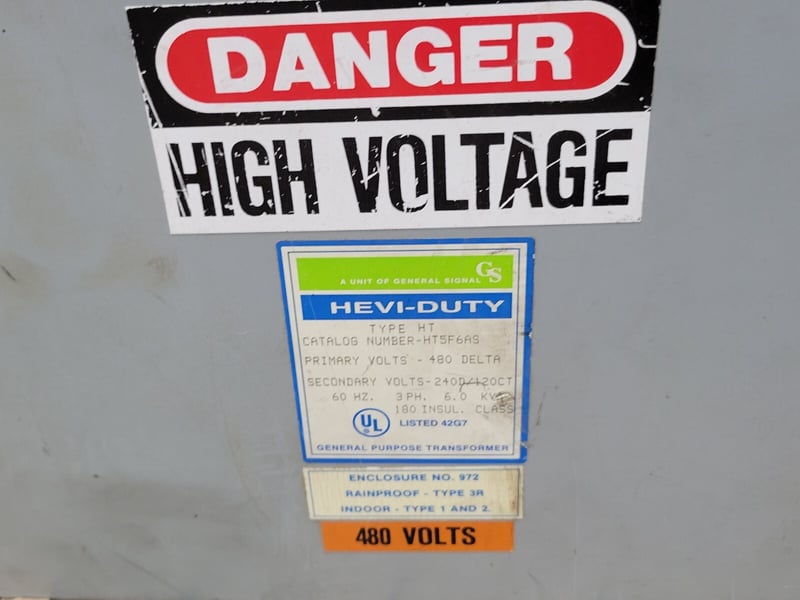 DANGER
HIGH VOLTAGE
GS
A UNIT OF GENERAL SIGNAL
HEVI-DUTY
TYPE HT
CATALOG NUMBER-HT5F6AS
PRIMARY VOLTS - 480 DELTA
SECONDARY VOLTS-240D/120CT
60 HZ. 3 PH. 6.0
180 INSUL. CLASS
UL LISTED 42G7
GENERAL PURPOSE TRANSFORMER
ENCLOSURE NO. 972
RAINPROOF - TYPE 3R
INDOOR - TYPE 1 AND 2.
480 VOLTS